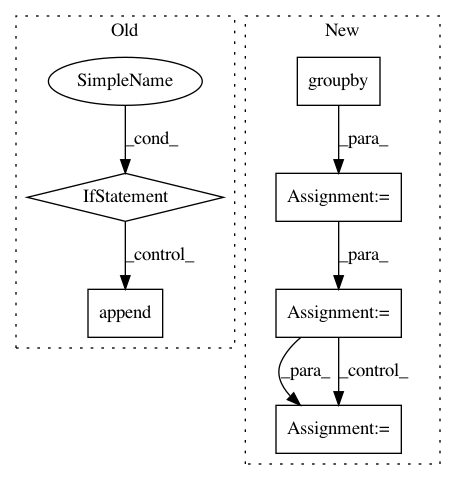 Old
New
SimpleName
groupby
_cond_
_para_
IfStatement
Assignment:=
_control_
_para_
append
Assignment:=
_para_
_control_
Assignment:=